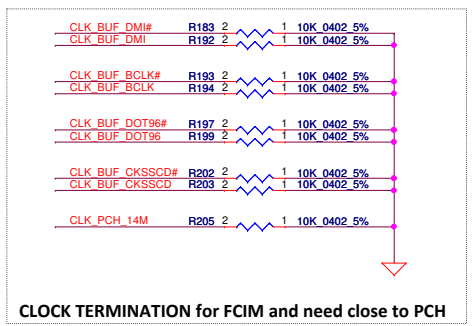 CLK_BUF_DMI# R183 2 1 10K_0402_5%
CLK_BUF_DMI R192 2 1 10K_0402_5%
CLK_BUF_BCLK# R193 2 1 10K_0402_5%
CLK_BUF_BCLK R194 2 1 10K_0402_5%
CLK_BUF_DOT96# R197 2 1 10K_0402_5%
CLK_BUF_DOT96 R199 2 1 10K_0402_5%
CLK_BUF_CKSSCD# R202 2 1 10K_0402_5%
CLK_BUF_CKSSCD R203 2 1 10K_0402_5%
CLK_PCH_14M R205 2 1 10K_0402_5%
CLOCK TERMINATION for FCIM and need close to PCH